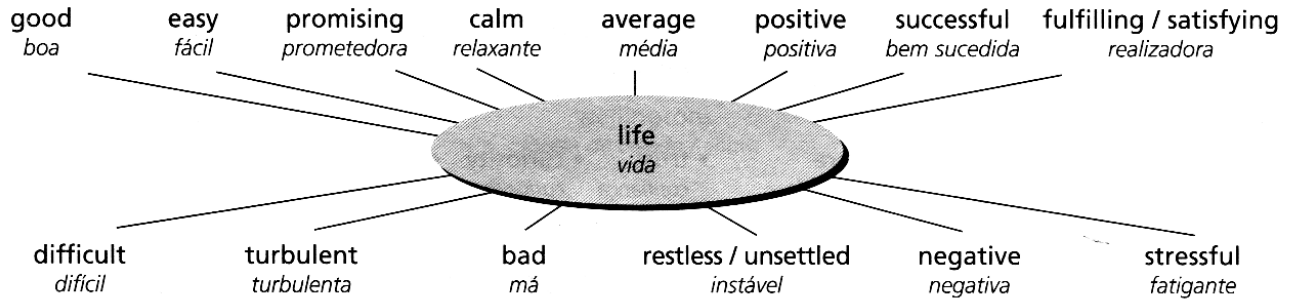 good easy promising calm average positive successful fulfilling / satisfying
boa fácil prometedora relaxante média positiva bem sucedida realizadora
life
vida
difficult turbulent bad restless / unsettled negative stressful
difícil turbulenta má instável negativa fatigante